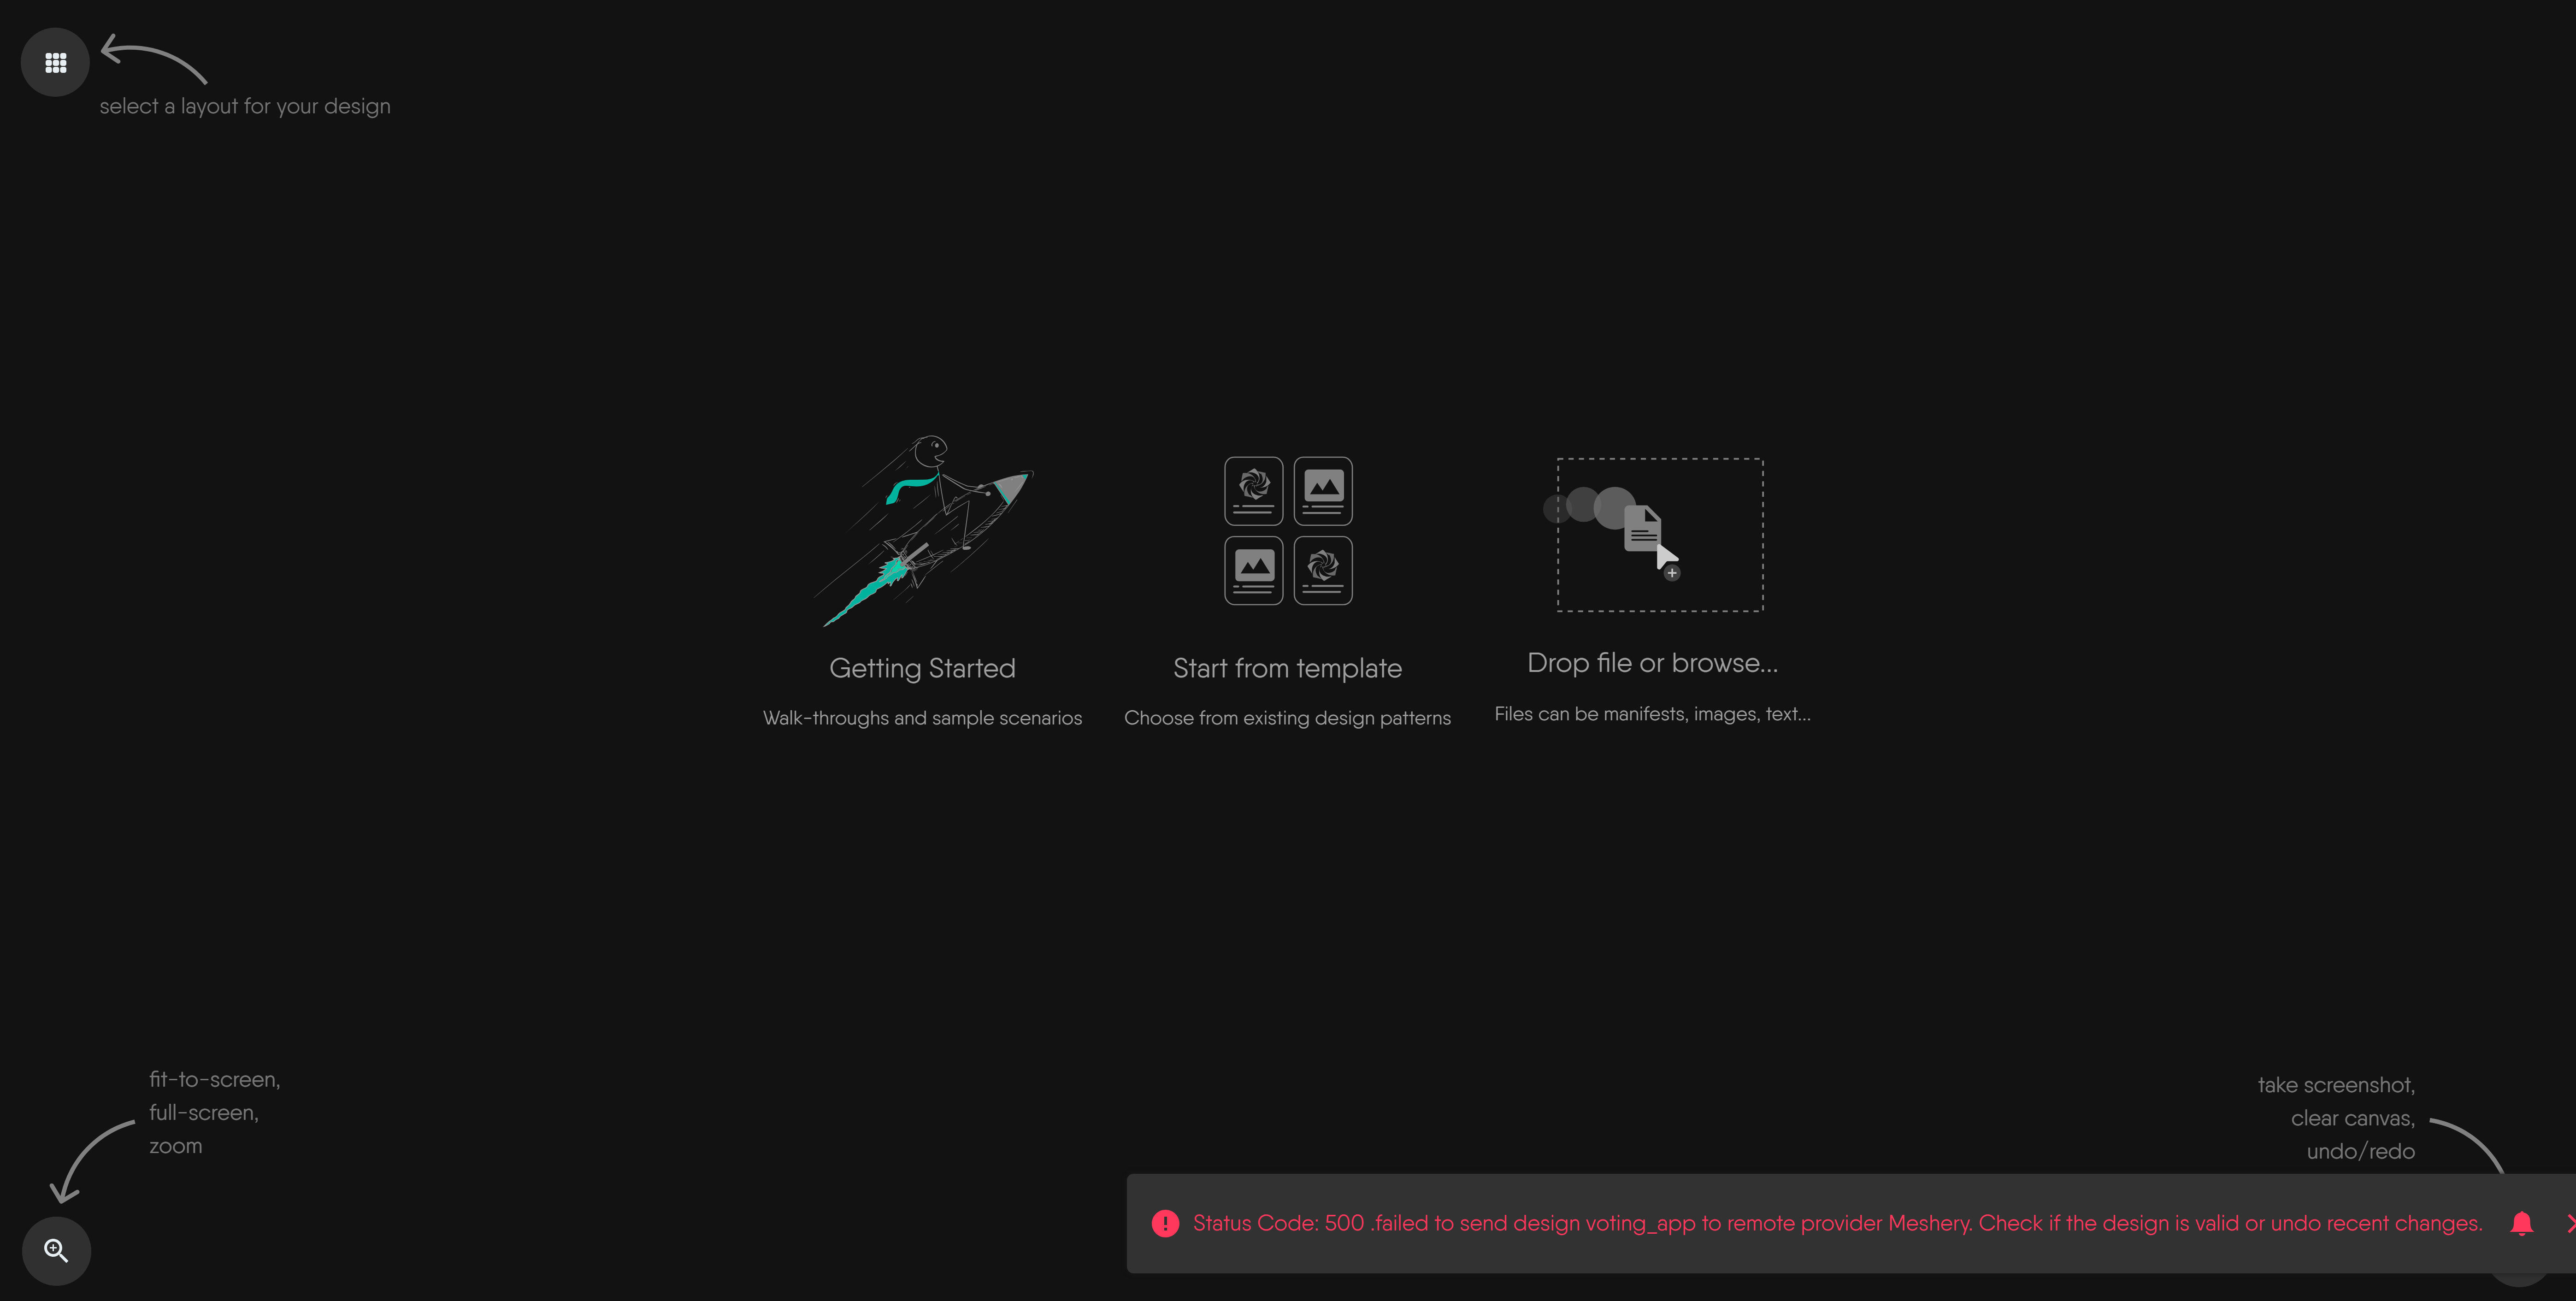 select a layout for your design
Getting Started
Walk-throughs and sample scenarios
Start from template
Choose from existing design patterns
Drop file or browse...
Files can be manifests, images, text...
fit-to-screen,
full-screen,
zoom
take screenshot,
clear canvas,
undo/redo
Status Code: 500 .failed to send design voting_app to remote provider Meshery. Check if the design is valid or undo recent changes.